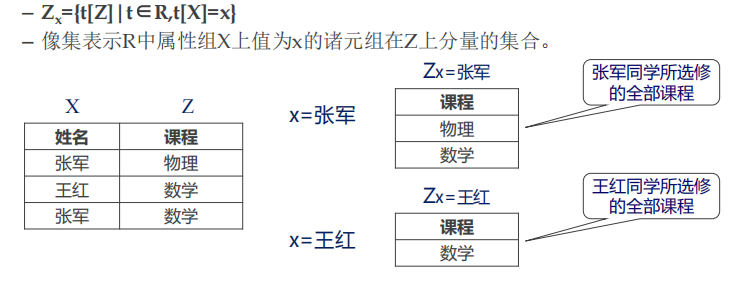 – Zx={t[Z]|t∈R,t[X]=x}
– 像集表示R中属性组X上值为x的诸元组在Z上分量的集合。
X Z
姓名 课程
张军 物理
王红 数学
张军 数学
x=张军
Zx=张军
课程
物理
数学
张军同学所选修
的全部课程
x=王红
Zx=王红
课程
数学
王红同学所选修
的全部课程